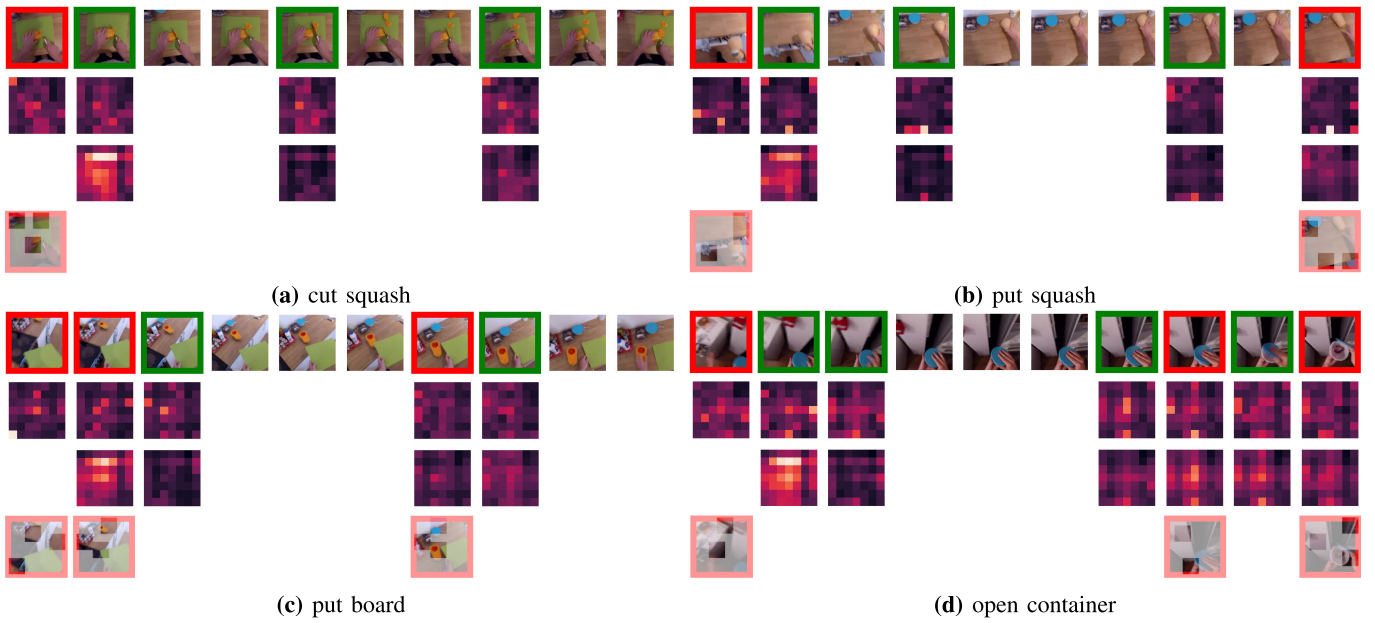 (a) cut squash
(b) put squash
(c) put board
(d) open container